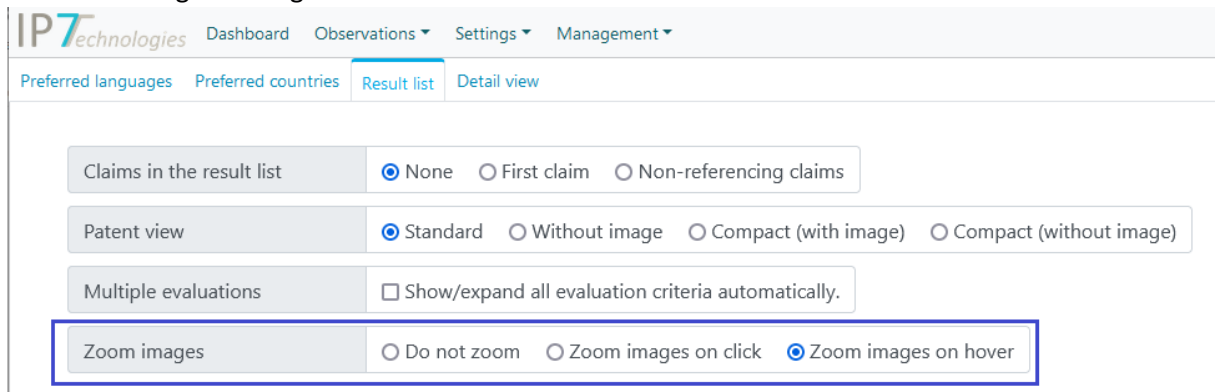 IP7Technologies Dashboard Observations Settings Management
Preferred languages Preferred countries Result list Detail view
Claims in the result list None First claim Non-referencing claims
Patent view Standard Without image Compact (with image) Compact (without image)
Multiple evaluations Show/expand all evaluation criteria automatically.
Zoom images Do not zoom Zoom images on click Zoom images on hover